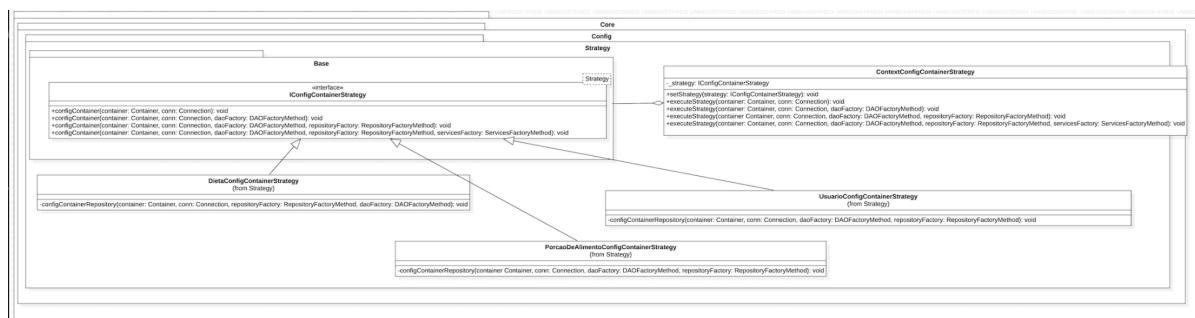 Core
Config
Strategy
Base
Strategy
«interface»
IConfigContainerStrategy
+configContainer(container: Container, conn: Connection): void
+configContainer(container: Container, conn: Connection, daoFactory: DAOFactoryMethod): void
+configContainer(container: Container, conn: Connection, daoFactory: DAOFactoryMethod, repositoryFactory: RepositoryFactoryMethod): void
+configContainer(container: Container, conn: Connection, daoFactory: DAOFactoryMethod, repositoryFactory: RepositoryFactoryMethod, servicesFactory: ServicesFactoryMethod): void
ContextConfigContainerStrategy
-_strategy: IConfigContainerStrategy
+setStrategy(strategy: IConfigContainerStrategy): void
+executeStrategy(container: Container, conn: Connection): void
+executeStrategy(container: Container, conn: Connection, daoFactory: DAOFactoryMethod): void
+executeStrategy(container Container, conn: Connection, daoFactory: DAOFactoryMethod, repositoryFactory: RepositoryFactoryMethod): void
+executeStrategy(container: Container, conn: Connection, daoFactory: DAOFactoryMethod, repositoryFactory: RepositoryFactoryMethod, servicesFactory: ServicesFactoryMethod): void
DietaConfigContainerStrategy
(from Strategy)
-configContainerRepository(container: Container, conn: Connection, repositoryFactory: RepositoryFactoryMethod, daoFactory: DAOFactoryMethod): void
UsuarioConfigContainerStrategy
(from Strategy)
-configContainerRepository(container: Container, conn: Connection, daoFactory: DAOFactoryMethod, repositoryFactory: RepositoryFactoryMethod): void
PorcaoDeAlimentoConfigContainerStrategy
(from Strategy)
-configContainerRepository(container Container, conn: Connection, daoFactory: DAOFactoryMethod, repositoryFactory: RepositoryFactoryMethod): void